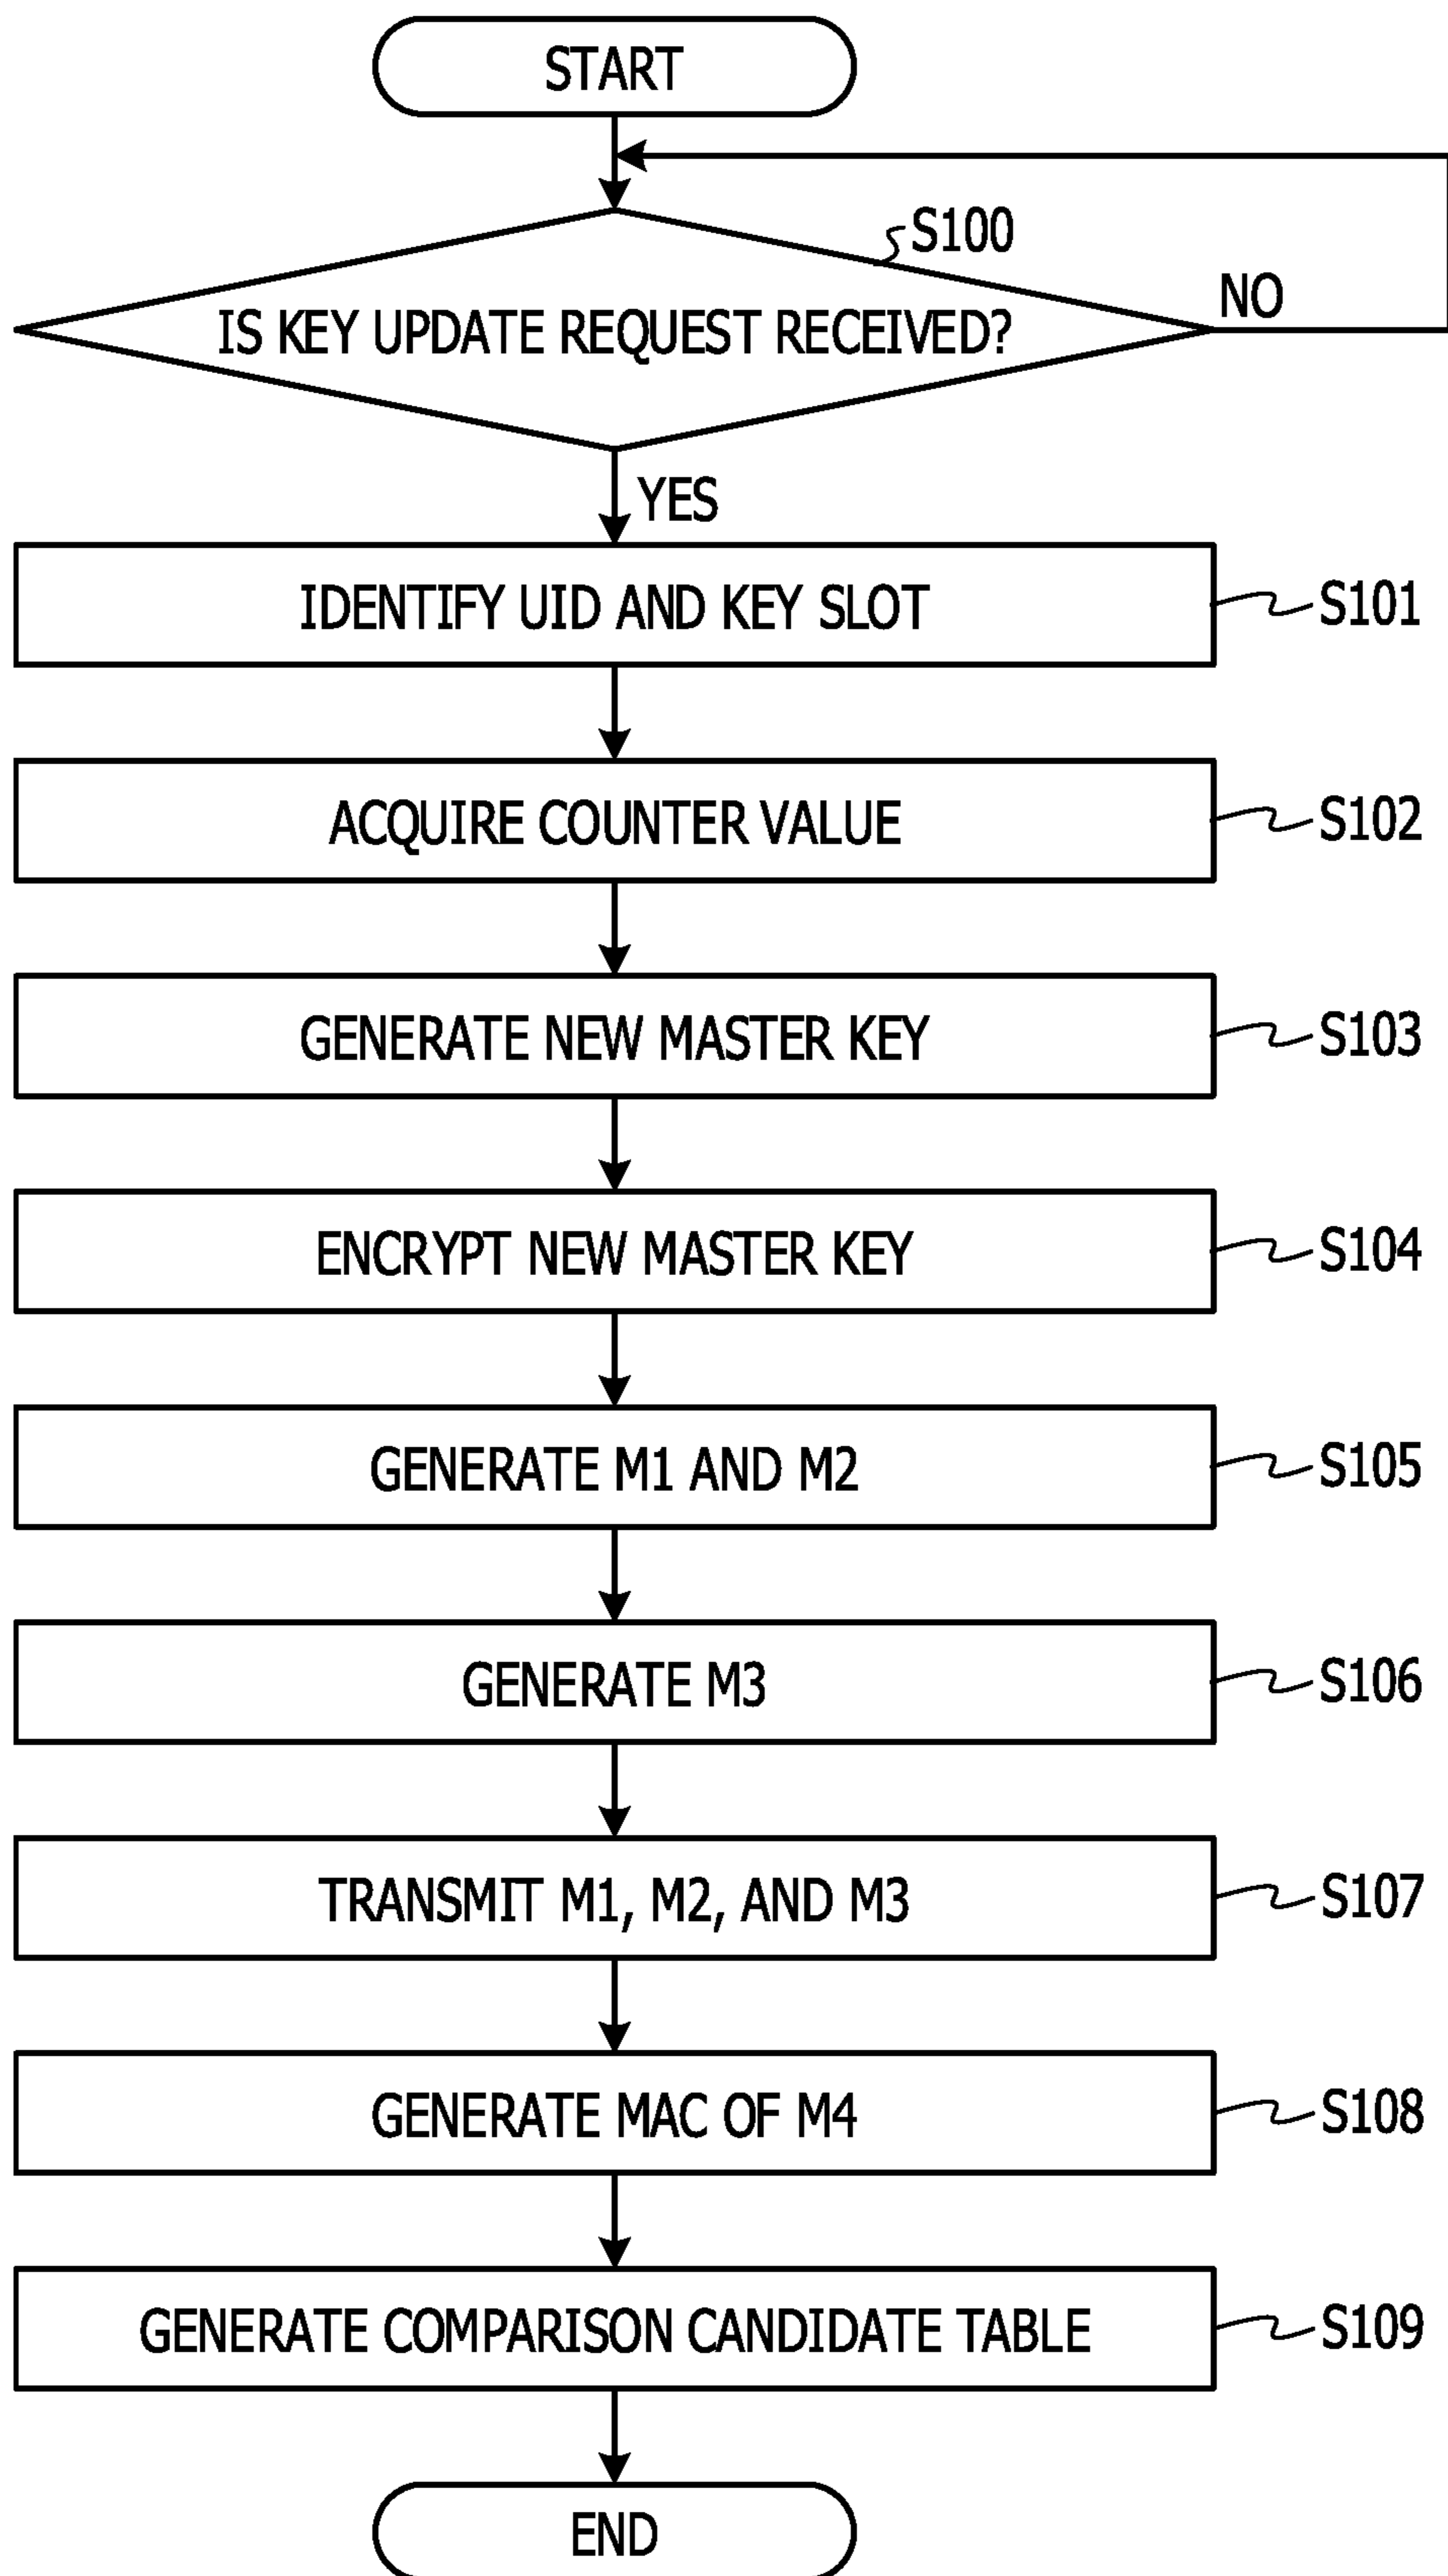 START
S100
IS KEY UPDATE REQUEST RECEIVED?
NO
YES
IDENTIFY UID AND KEY SLOT
S101
ACQUIRE COUNTER VALUE
S102
GENERATE NEW MASTER KEY
S103
ENCRYPT NEW MASTER KEY
S104
GENERATE M1 AND M2
S105
GENERATE M3
S106
TRANSMIT M1, M2, AND M3
S107
GENERATE MAC OF M4
S108
GENERATE COMPARISON CANDIDATE TABLE
S109
END